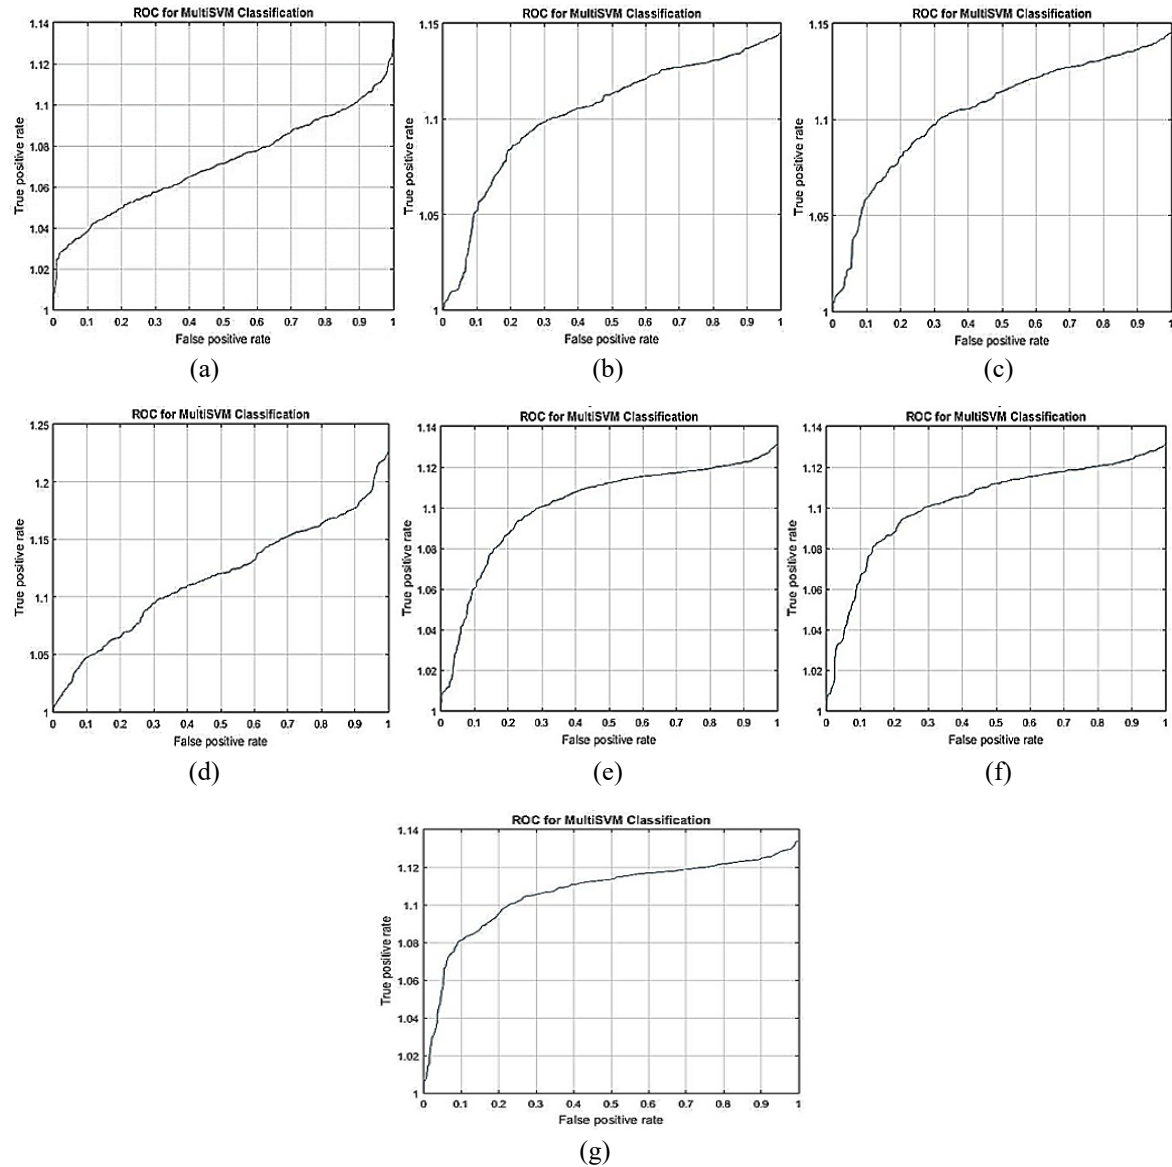 ROC for MultiSVM Classification
1.14
1.12
1.1
1.08
1.06
1.04
1.02
1
True positive rate
0 0.1 0.2 0.3 0.4 0.5 0.6 0.7 0.8 0.9 1
False positive rate
(a)
ROC for MultiSVM Classification
1.15
1.1
1.05
1
True positive rate
0 0.1 0.2 0.3 0.4 0.5 0.6 0.7 0.8 0.9 1
False positive rate
(b)
ROC for MultiSVM Classification
1.15
1.1
1.05
1
True positive rate
0 0.1 0.2 0.3 0.4 0.5 0.6 0.7 0.8 0.9 1
False positive rate
(c)
ROC for MultiSVM Classification
1.25
1.2
1.15
1.1
1.05
1
True positive rate
0 0.1 0.2 0.3 0.4 0.5 0.6 0.7 0.8 0.9 1
False positive rate
(d)
ROC for MultiSVM Classification
1.14
1.12
1.1
1.08
1.06
1.04
1.02
1
True positive rate
0 0.1 0.2 0.3 0.4 0.5 0.6 0.7 0.8 0.9 1
False positive rate
(e)
ROC for MultiSVM Classification
1.14
1.12
1.1
1.08
1.06
1.04
1.02
1
True positive rate
0 0.1 0.2 0.3 0.4 0.5 0.6 0.7 0.8 0.9 1
False positive rate
(f)
ROC for MultiSVM Classification
1.14
1.12
1.1
1.08
1.06
1.04
1.02
1
True positive rate
0 0.1 0.2 0.3 0.4 0.5 0.6 0.7 0.8 0.9 1
False positive rate
(g)